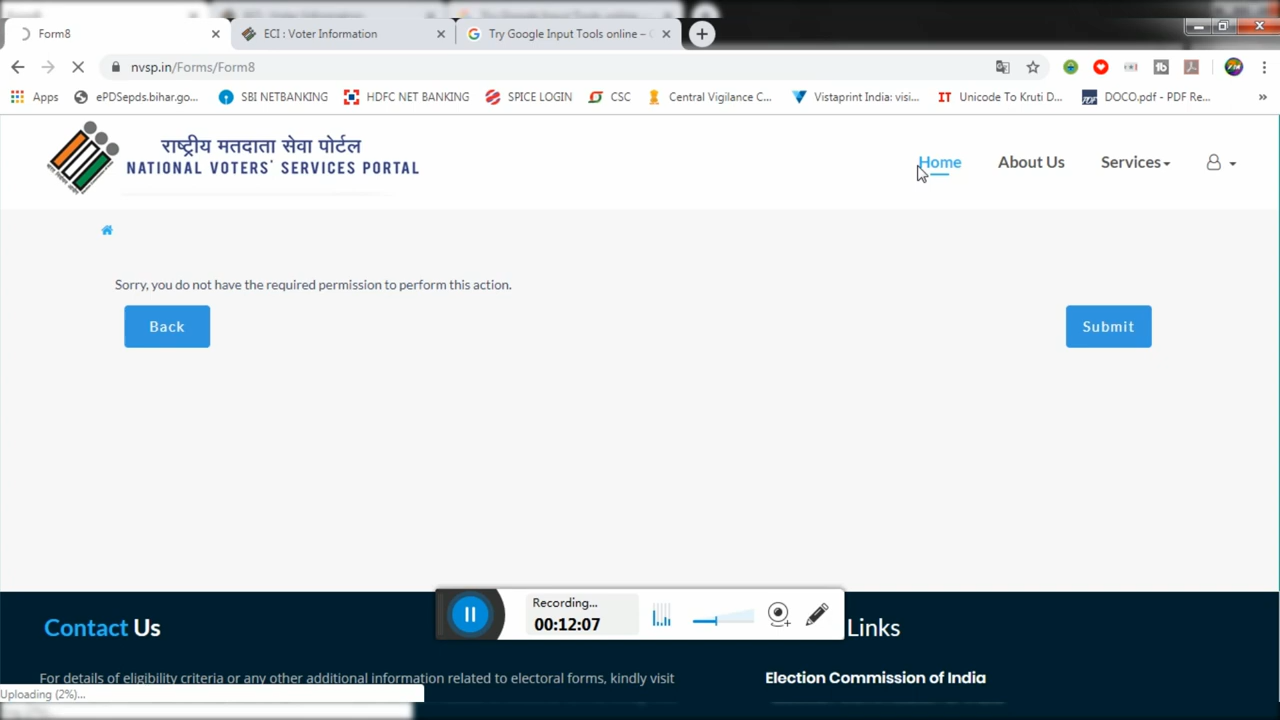 Form8
ECI : Voter Information
Try Google Input Tools online –
nvsp.in/Forms/Form8
Apps
ePDSepds.bihar.go...
SBI NETBANKING
HDFC NET BANKING
SPICE LOGIN
CSC
Central Vigilance C...
Vistaprint India: visi...
IT Unicode To Kruti D...
DOCO.pdf - PDF Re...
»
राष्ट्रीय मतदाता सेवा पोर्टल
NATIONAL VOTERS' SERVICES PORTAL
Home
About Us
Services
Sorry, you do not have the required permission to perform this action.
Back
Submit
Recording...
00:12:07
Contact Us
Links
For details of eligibility criteria or any other additional information related to electoral forms, kindly visit
Election Commission of India
Uploading (2%)...